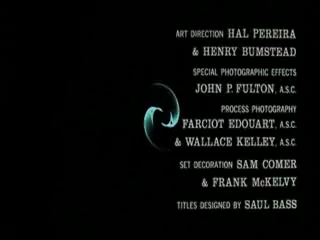 ART DIRECTION HAL PEREIRA
& HENRY BUMSTEAD
SPECIAL PHOTOGRAPHIC EFFECTS
JOHN P. FULTON, A.S.C.
PROCESS PHOTOGRAPHY
FARCIOT EDOUART, A.S.C.
& WALLACE KELLEY, A.S.C.
SET DECORATION SAM COMER
& FRANK McKELVY
TITLES DESIGNED BY SAUL BASS